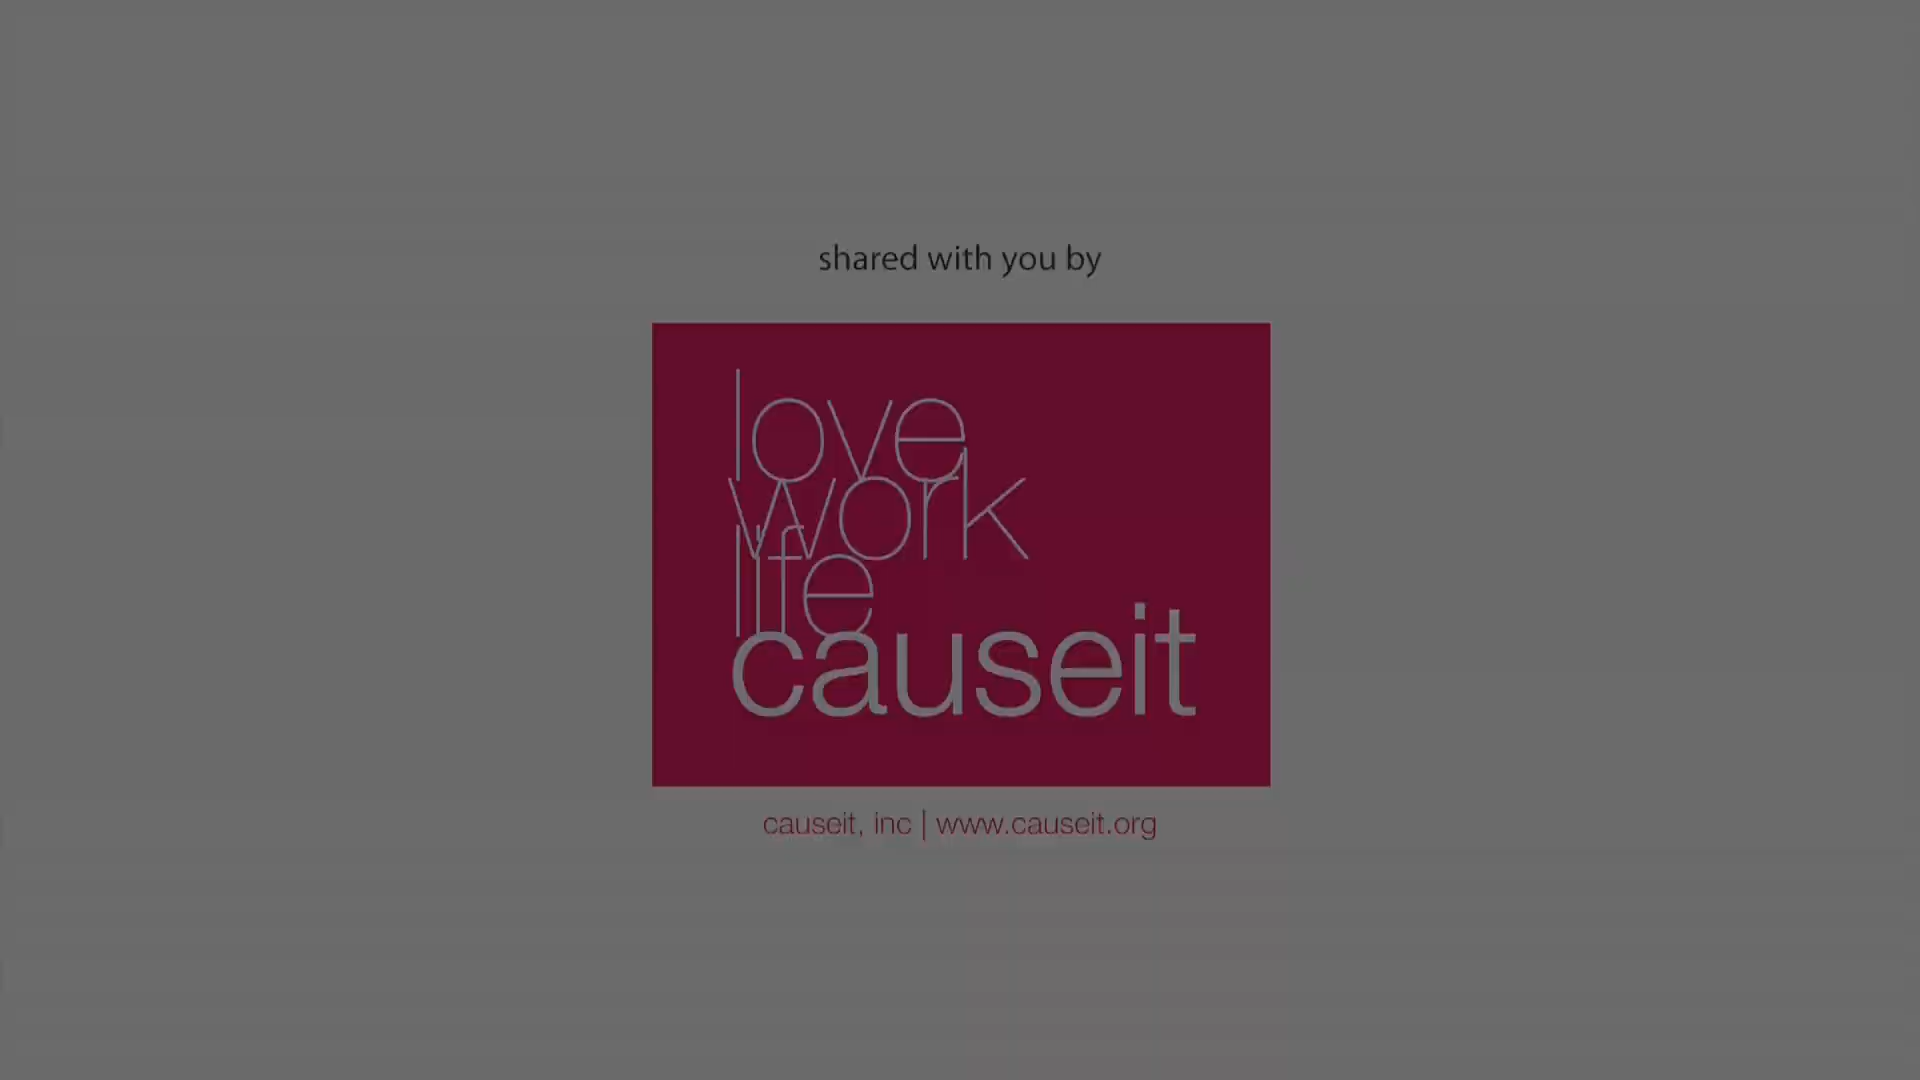 shared with you by
love
work
life
causeit
causeit, inc | www.causeit.org